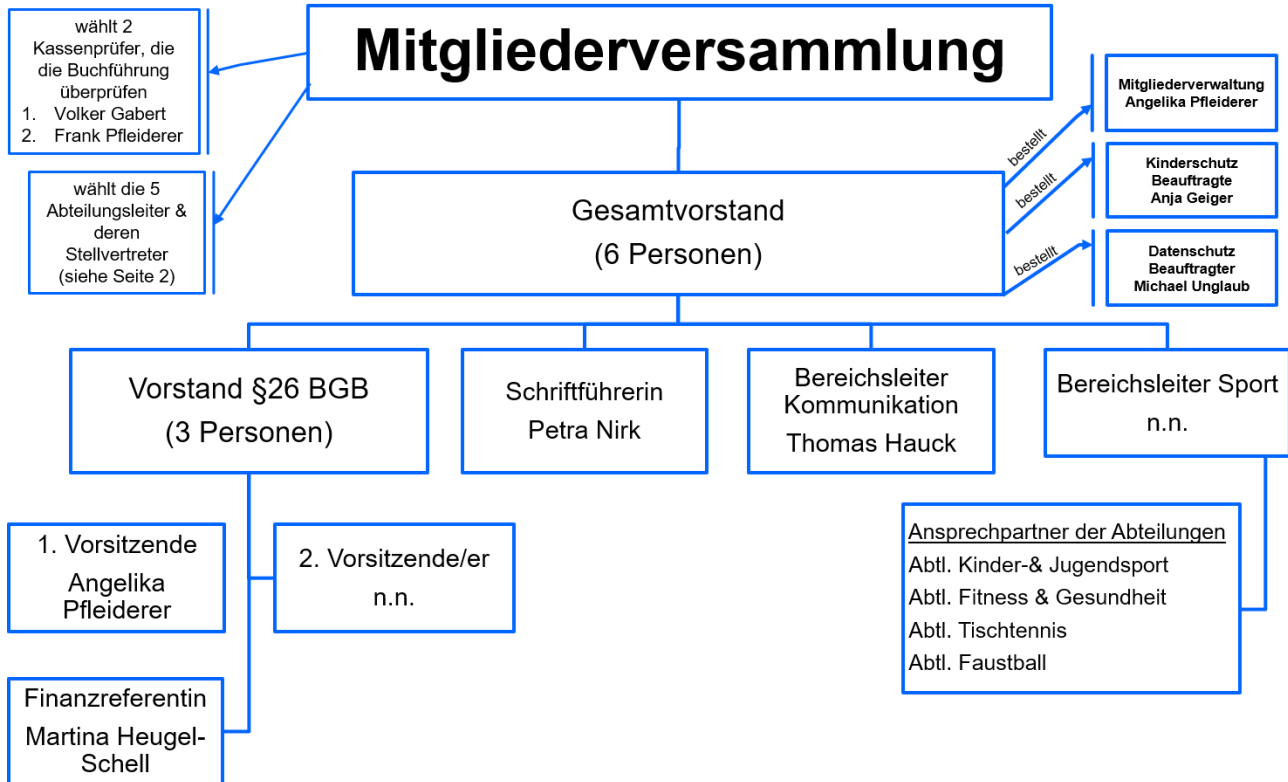 wählt 2
Kassenprüfer, die
die Buchführung
überprüfen
1. Volker Gabert
2. Frank Pfleiderer
Mitgliederversammlung
Mitgliederverwaltung
Angelika Pfleiderer
wählt die 5
Abteilungsleiter &
deren
Stellvertreter
(siehe Seite 2)
Gesamtvorstand
(6 Personen)
bestellt
bestellt
bestellt
Kinderschutz
Beauftragte
Anja Geiger
Datenschutz
Beauftragter
Michael Unglaub
Vorstand §26 BGB
(3 Personen)
Schriftführerin
Petra Nirk
Bereichsleiter
Kommunikation
Thomas Hauck
Bereichsleiter Sport
n.n.
1. Vorsitzende
Angelika
Pfleiderer
2. Vorsitzende/er
n.n.
Ansprechpartner der Abteilungen
Abtl. Kinder-& Jugendsport
Abtl. Fitness & Gesundheit
Abtl. Tischtennis
Abtl. Faustball
Finanzreferentin
Martina Heugel-
Schell